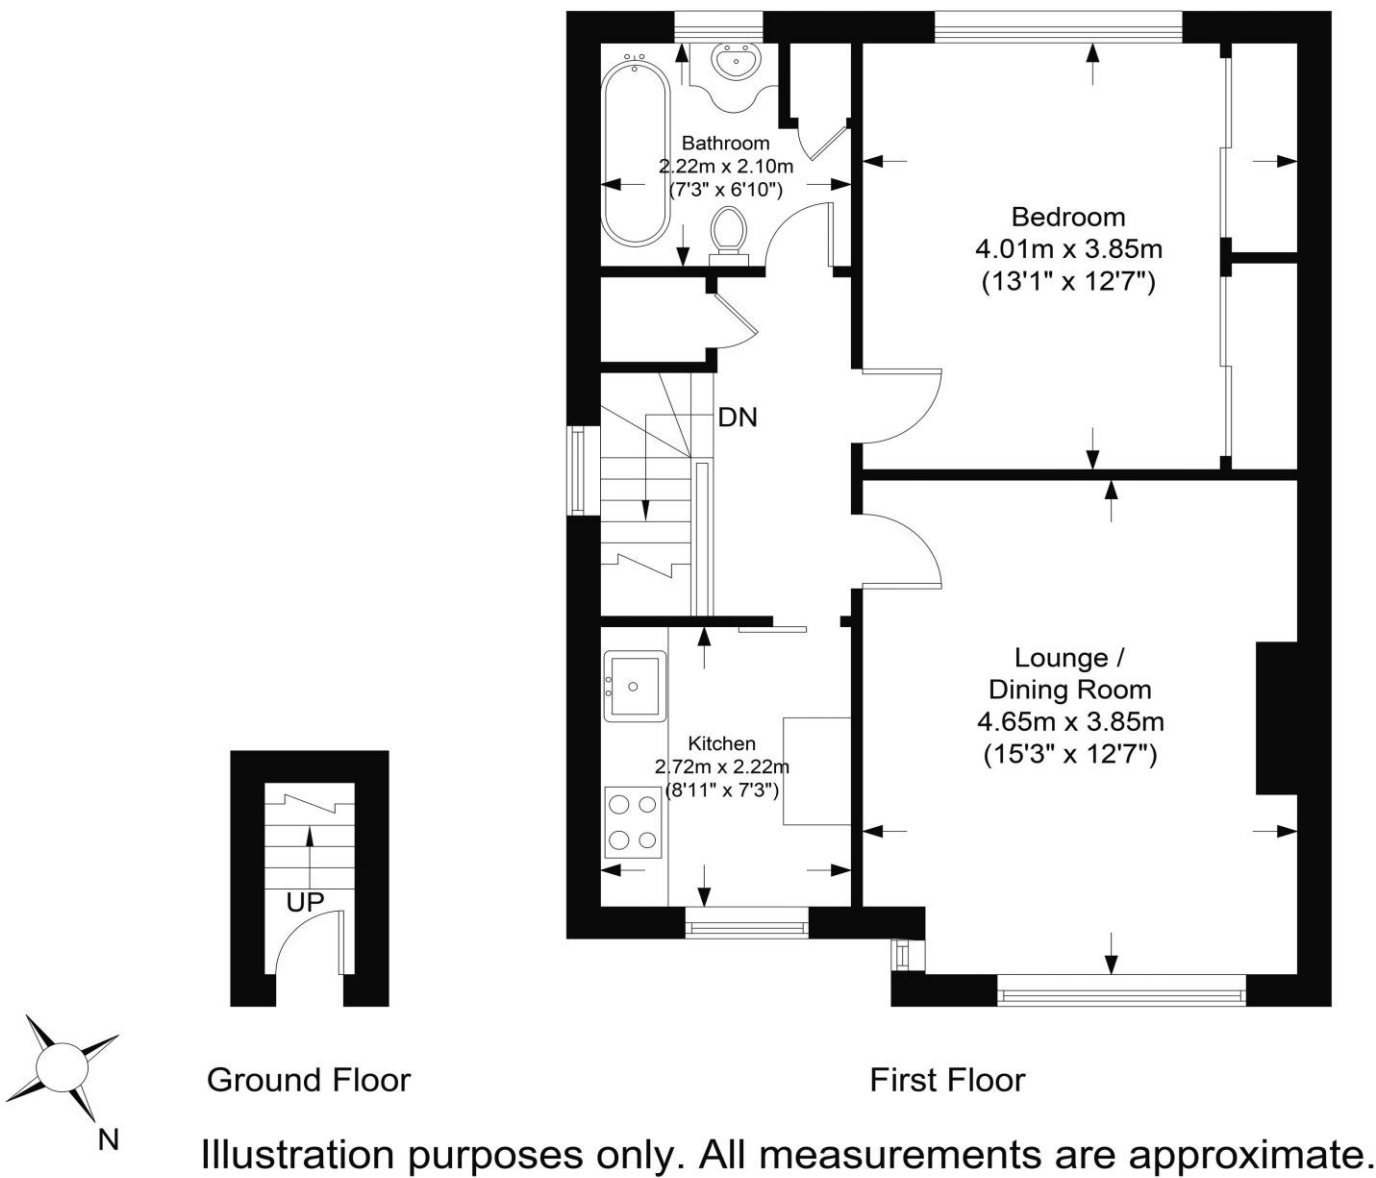 Bathroom
2.22m x 2.10m
(7'3" x 6'10")
Bedroom
4.01m x 3.85m
(13'1" x 12'7")
DN
Lounge /
Dining Room
4.65m x 3.85m
(15'3" x 12'7")
Kitchen
2.72m x 2.22m
(8'11" x 7'3")
UP
Ground Floor
First Floor
N
Illustration purposes only. All measurements are approximate.